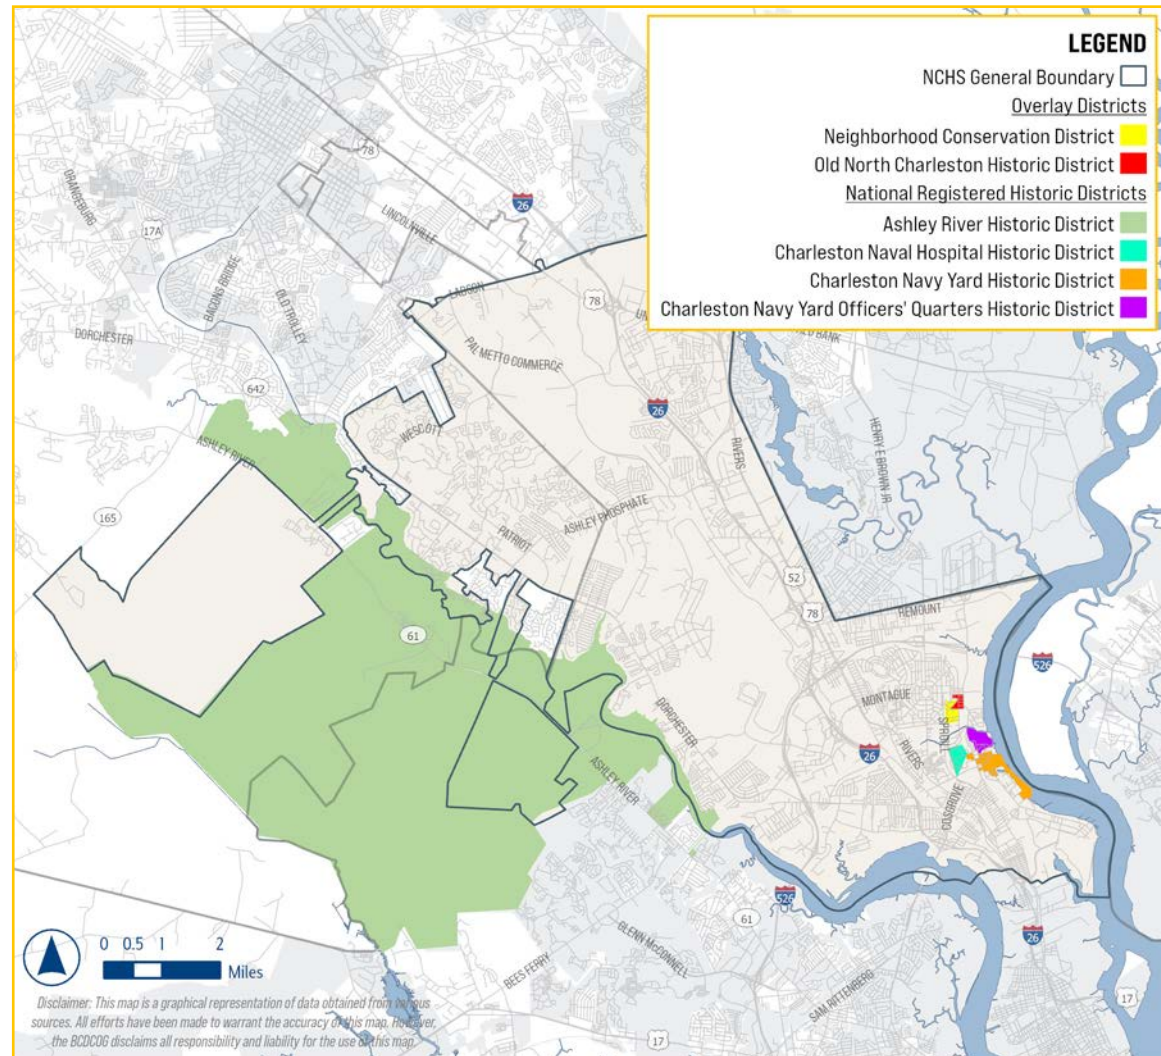 LEGEND
NCHS General Boundary
Overlay Districts
Neighborhood Conservation District
Old North Charleston Historic District
National Registered Historic Districts
Ashley River Historic District
Charleston Naval Hospital Historic District
Charleston Navy Yard Historic District
Charleston Navy Yard Officers' Quarters Historic District
78
ORANGEBURG
26
17A
LINCOLNVILLE
BACONS BRIDGE
OLD TROLLEY
LADSON
78
DORCHESTER
PALMETTO COMMERCE
642
26
HENRY E BROWN JR
WESCOTT
RIVERS
ASHLEY RIVER
165
ASHLEY PHOSPHATE
PATRIOT
52
78
REMOUNT
61
526
MONTAGUE
DORCHESTER
SPRUILL
RIVERS
26
ASHLEY RIVER
COSGROVE
7
526
61
GLENN MCCONNELL
26
BEES FERRY
SAM RITTENBERG
17
17
0 0.5 1 2
Miles
Disclaimer: This map is a graphical representation of data obtained from various
sources. All efforts have been made to warrant the accuracy of this map. However,
the BCDCOG disclaims all responsibility and liability for the use of this map.